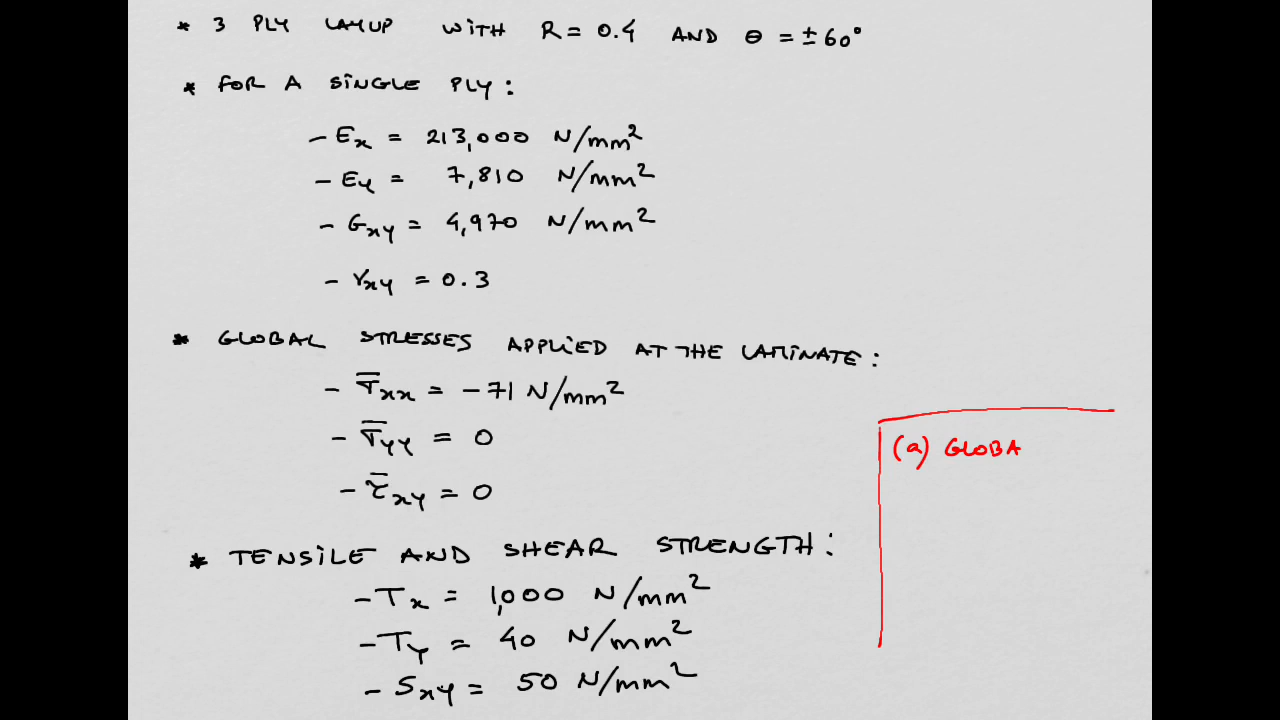 * 3 PLY LAYUP WITH R = 0.4 AND θ = ±60°
* FOR A SINGLE PLY:
- Ex = 213,000 N/mm²
- Ey = 7,810 N/mm²
- Gxy = 4,970 N/mm²
- νxy = 0.3
* GLOBAL STRESSES APPLIED AT THE LAMINATE:
- σ̅xx = -71 N/mm²
- σ̅yy = 0
- τ̅xy = 0
(a) GLOBA
* TENSILE AND SHEAR STRENGTH:
- Tx = 1,000 N/mm²
- Ty = 40 N/mm²
- Sxy = 50 N/mm²